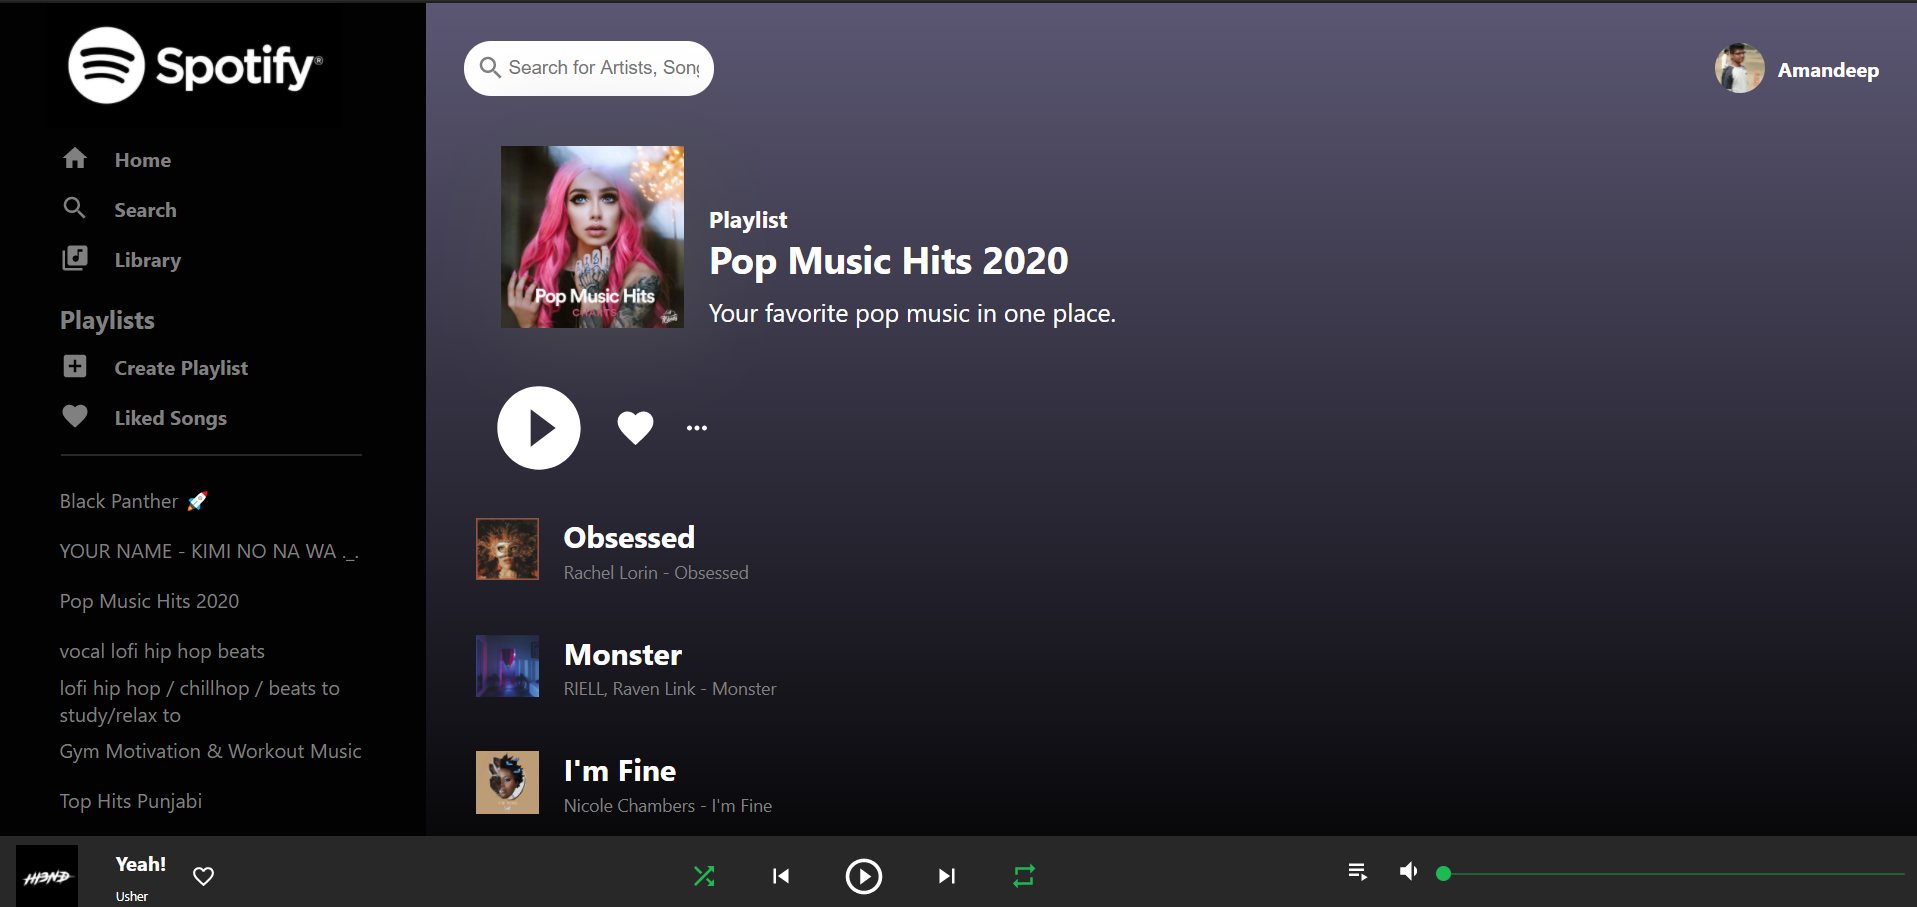 Spotify®
Home
Search
Library
Playlists
Create Playlist
Liked Songs
Black Panther 🚀
YOUR NAME - KIMI NO NA WA ._.
Pop Music Hits 2020
vocal lofi hip hop beats
lofi hip hop / chillhop / beats to
study/relax to
Gym Motivation & Workout Music
Top Hits Punjabi
Search for Artists, Song
Amandeep
Pop Music Hits
CHARTS
Playlist
Pop Music Hits 2020
Your favorite pop music in one place.
Obsessed
Rachel Lorin - Obsessed
Monster
RIELL, Raven Link - Monster
I'm Fine
Nicole Chambers - I'm Fine
HI3ND
Yeah!
Usher